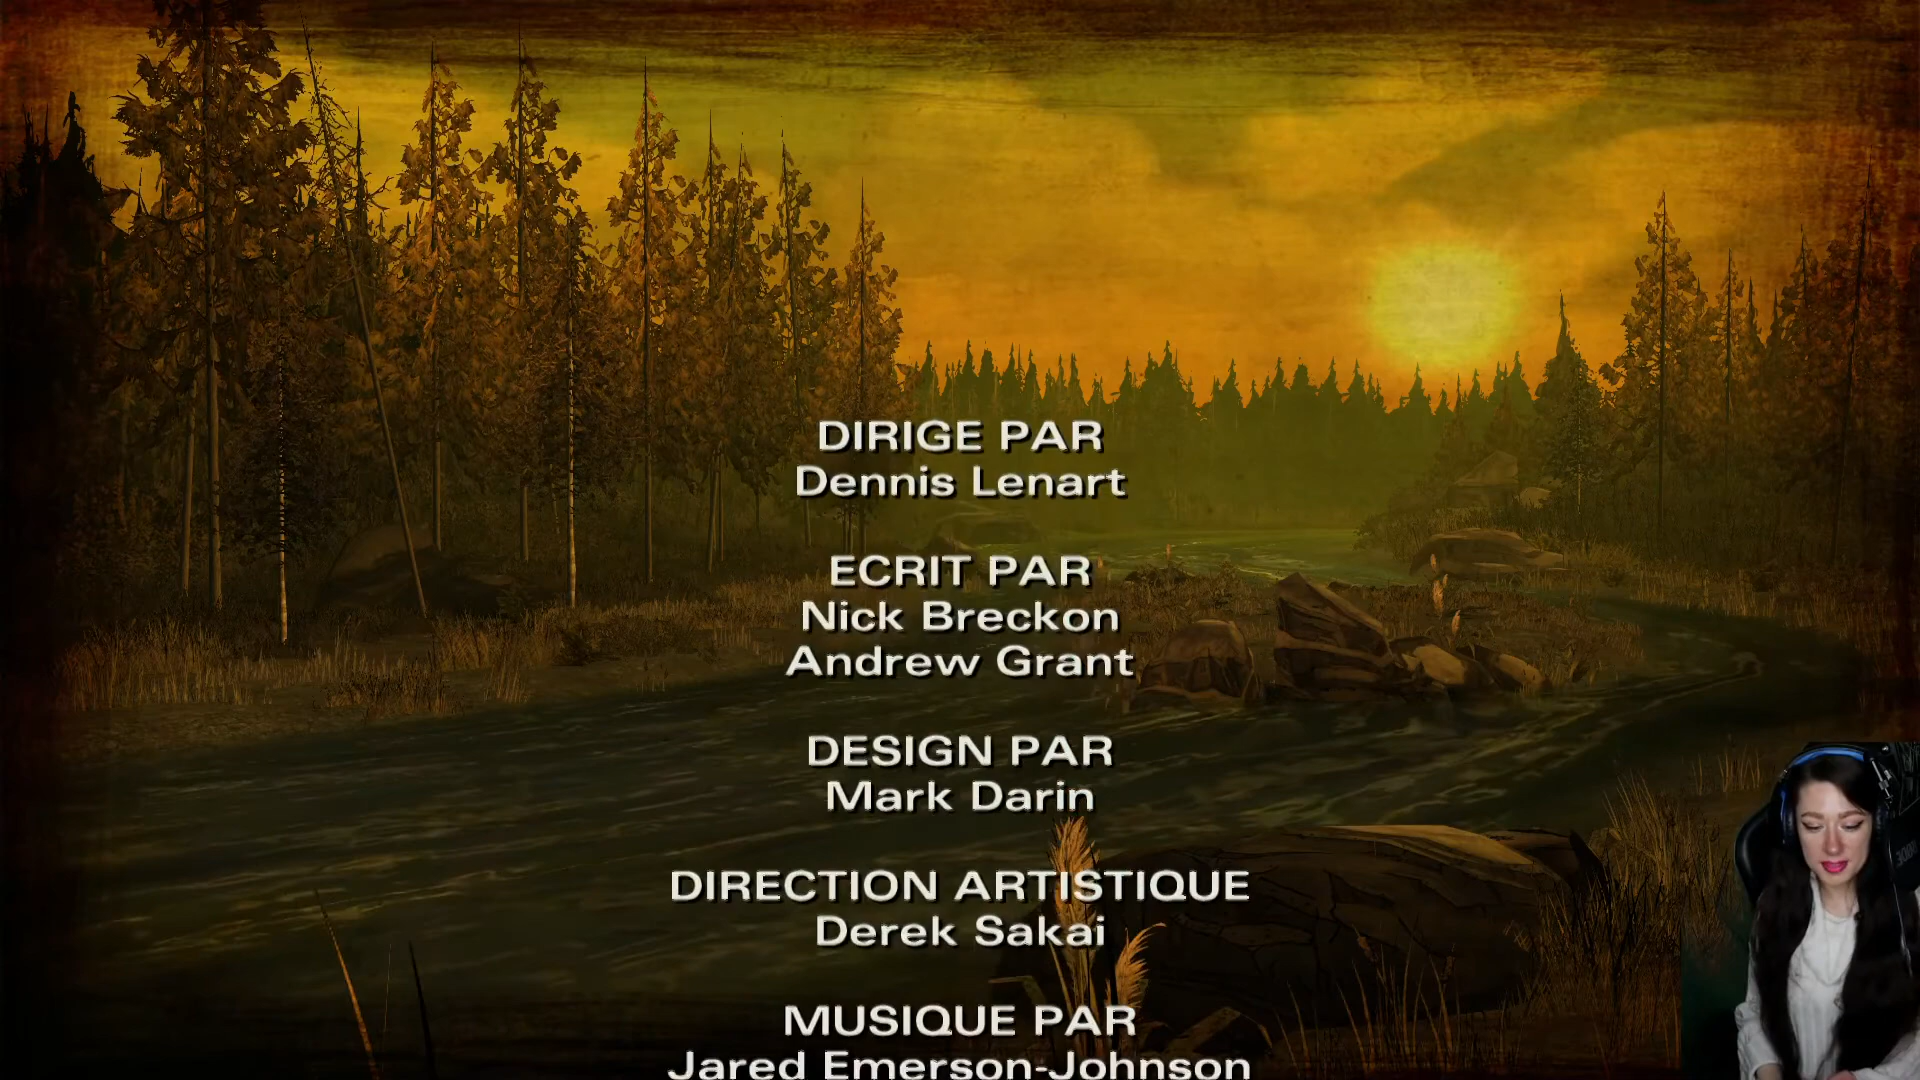 DIRIGE PAR
Dennis Lenart
ECRIT PAR
Nick Breckon
Andrew Grant
DESIGN PAR
Mark Darin
DIRECTION ARTISTIQUE
Derek Sakai
MUSIQUE PAR
Jared Emerson-Johnson